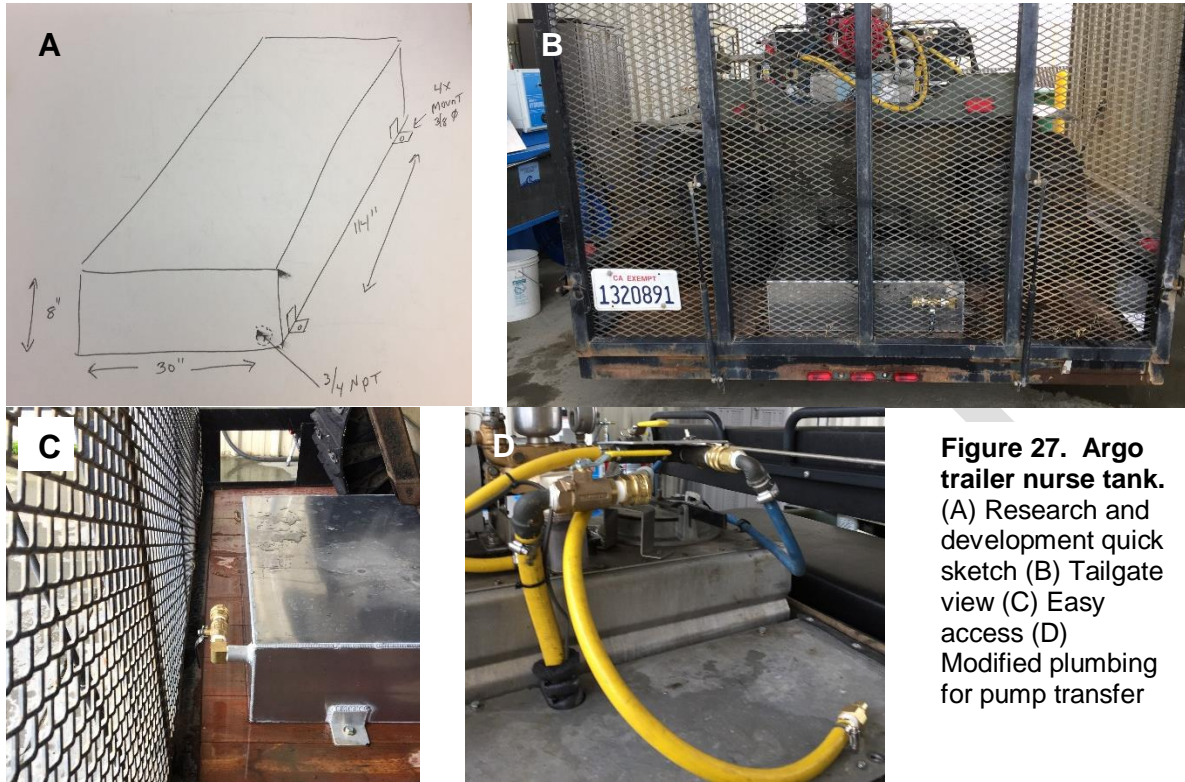 A
4x
Mount
3/8 Ø
114"
8"
30"
3/4 NPT
B
CA EXEMPT
1320891
C
D
Figure 27. Argo
trailer nurse tank.
(A) Research and
development quick
sketch (B) Tailgate
view (C) Easy
access (D)
Modified plumbing
for pump transfer